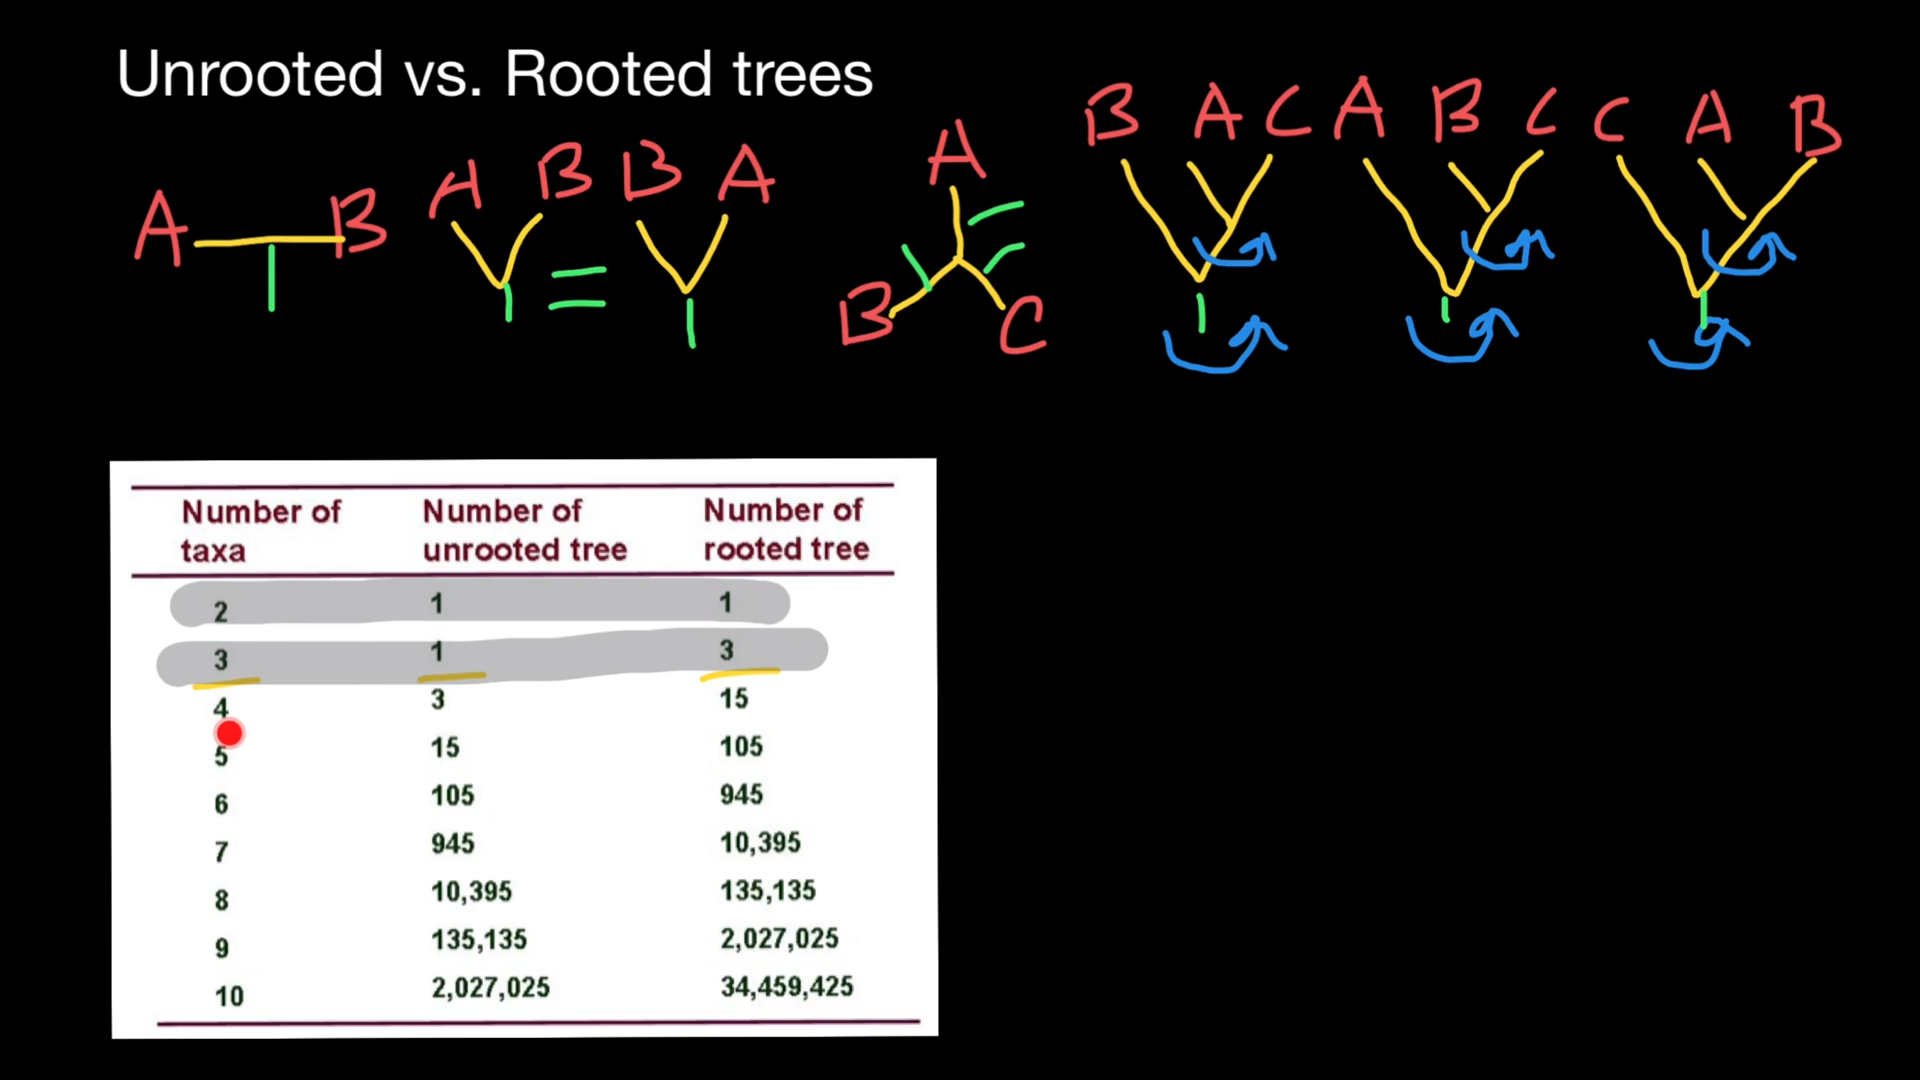 Unrooted vs. Rooted trees
A B A B = B A
A B C
B A C A B C C A B
Number of taxa Number of unrooted tree Number of rooted tree
2 1 1
3 1 3
4 3 15
5 15 105
6 105 945
7 945 10,395
8 10,395 135,135
9 135,135 2,027,025
10 2,027,025 34,459,425